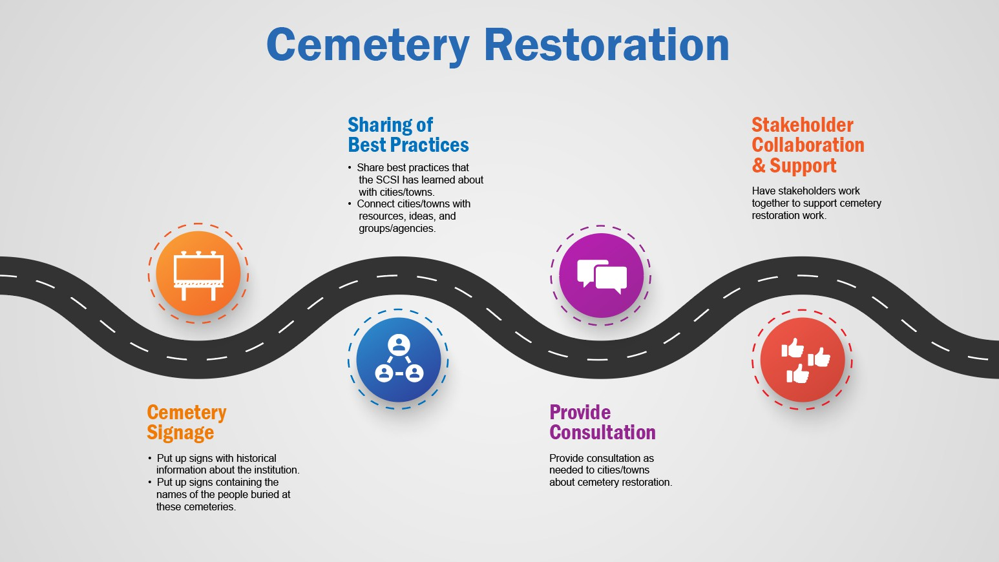 Cemetery Restoration
Cemetery
Signage
• Put up signs with historical
information about the institution.
• Put up signs containing the
names of the people buried at
these cemeteries.
Sharing of
Best Practices
• Share best practices that
the SCSI has learned about
with cities/towns.
• Connect cities/towns with
resources, ideas, and
groups/agencies.
Provide
Consultation
Provide consultation as
needed to cities/towns
about cemetery restoration.
Stakeholder
Collaboration
& Support
Have stakeholders work
together to support cemetery
restoration work.